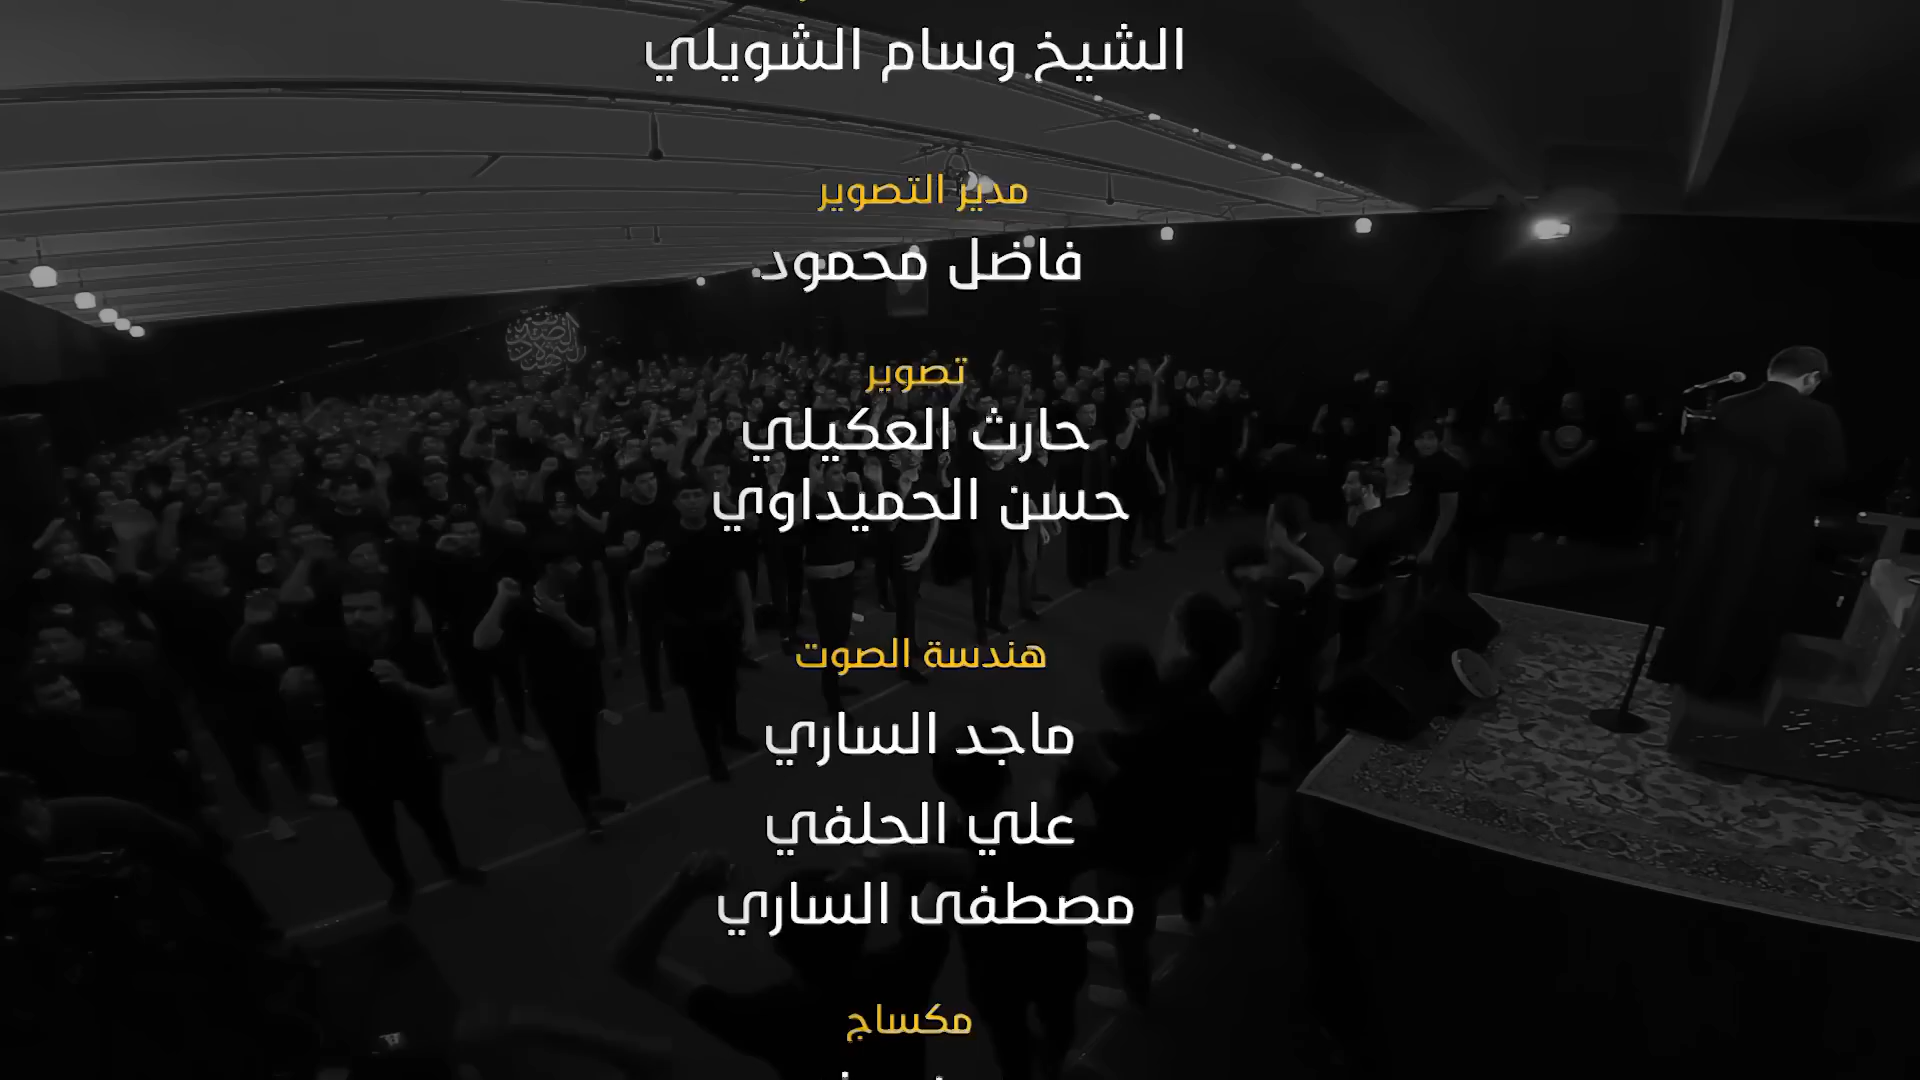 الشيخ وسام الشويلي
مدير التصوير
فاضل محمود
تصوير
حارث العكيلي
حسن الحميداوي
هندسة الصوت
ماجد الساري
علي الحلفي
مصطفى الساري
مكساج